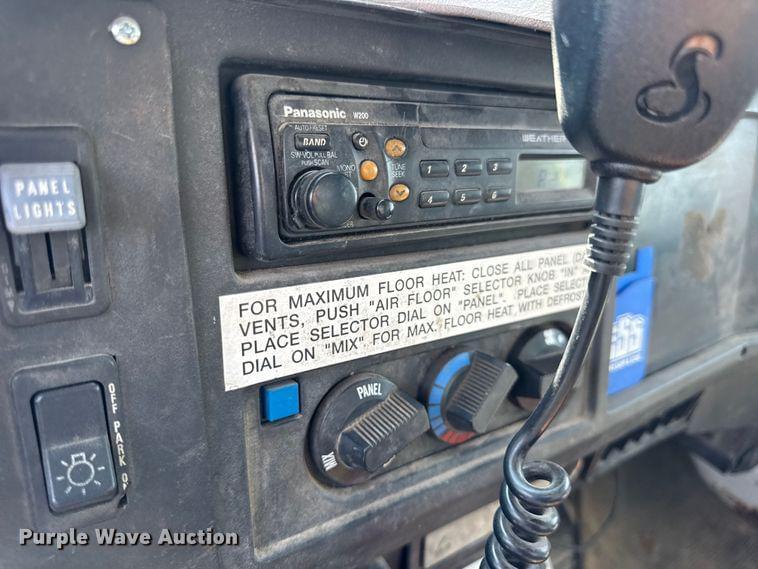 Panasonic W200
AUTO PRESET
BAND
SW-VOL PULL BAL
PUSH SCAN
MONO
TUNE
SEEK
1 2 3
4 5 6
WEATHER
PANEL
LIGHTS
FOR MAXIMUM FLOOR HEAT: CLOSE ALL PANEL
VENTS, PUSH "AIR FLOOR" SELECTOR KNOB "IN"
PLACE SELECTOR DIAL ON "PANEL". PLACE SELECT
DIAL ON "MIX" FOR MAX. FLOOR HEAT WITH DEFROST
PANEL
MIX
OFF PARK
Purple Wave Auction